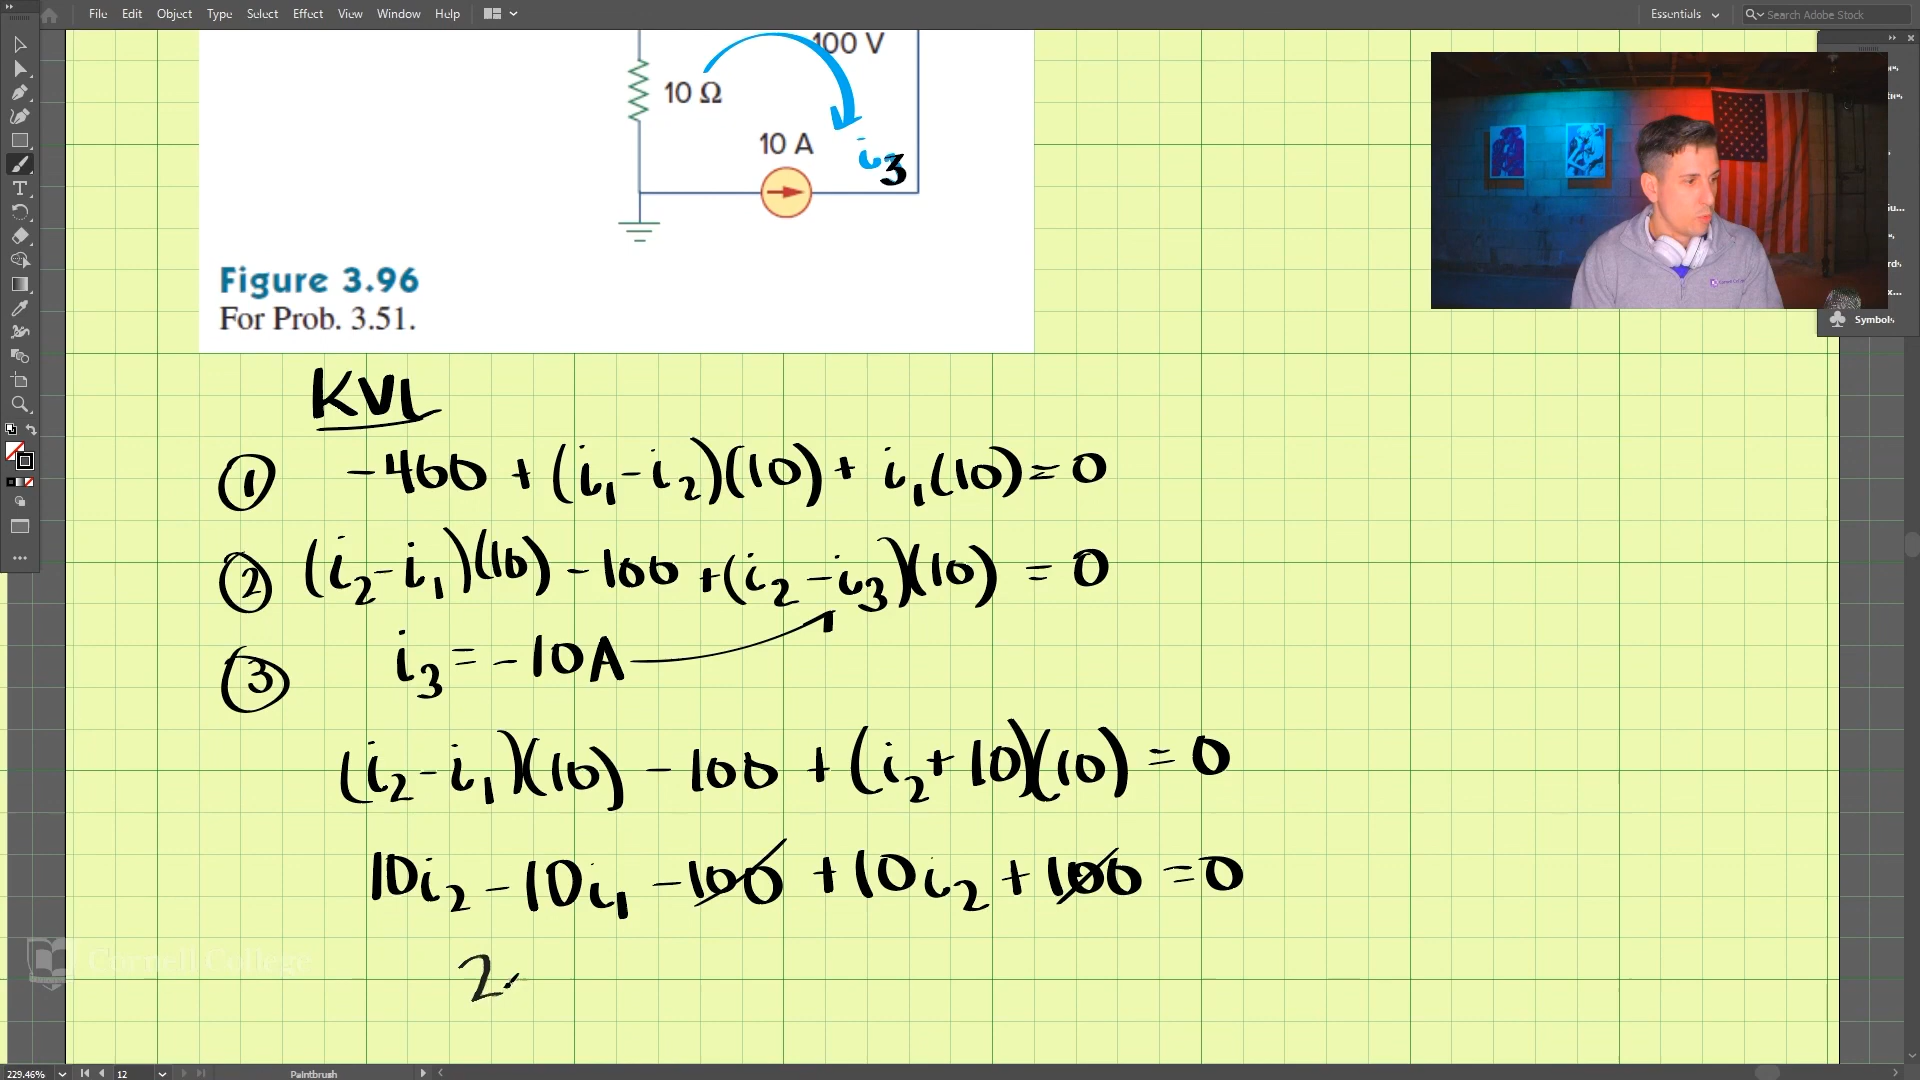 File Edit Object Type Select Effect View Window Help
Essentials
Search Adobe Stock
100 V
10 Ω
10 A
i3
Figure 3.96
For Prob. 3.51.
Symbols
KVL
① -400 + (i₁-i₂)(10) + i₁(10) = 0
② (i₂-i₁)(10) - 100 + (i₂-i₃)(10) = 0
③ i₃ = -10A
(i₂-i₁)(10) - 100 + (i₂+10)(10) = 0
10i₂ - 10i₁ - 100 + 10i₂ + 100 = 0
2
Cornell College
229.46% 12 Paintbrush